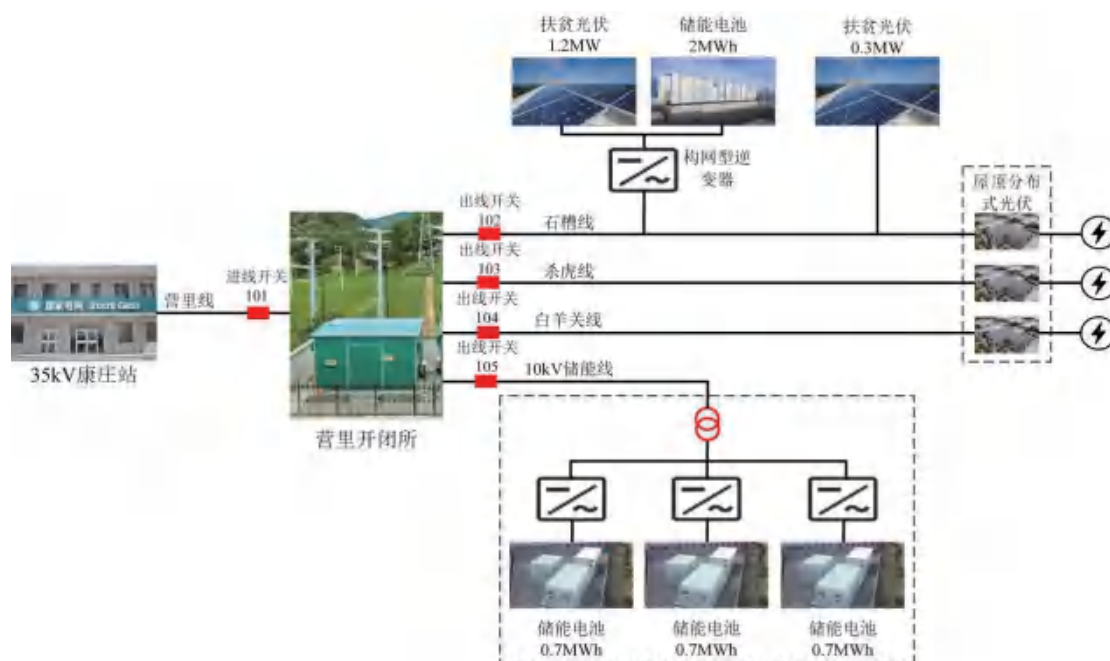 扶贫光伏
1.2MW
储能电池
2MWh
扶贫光伏
0.3MW
构网型逆
变器
屋顶分布
式光伏
出线开关
102
石槽线
出线开关
103
杀虎线
进线开关
101
营里线
国家电网
出线开关
104
白羊关线
出线开关
105
10kV储能线
35kV康庄站
营里开闭所
储能电池
0.7MWh
储能电池
0.7MWh
储能电池
0.7MWh